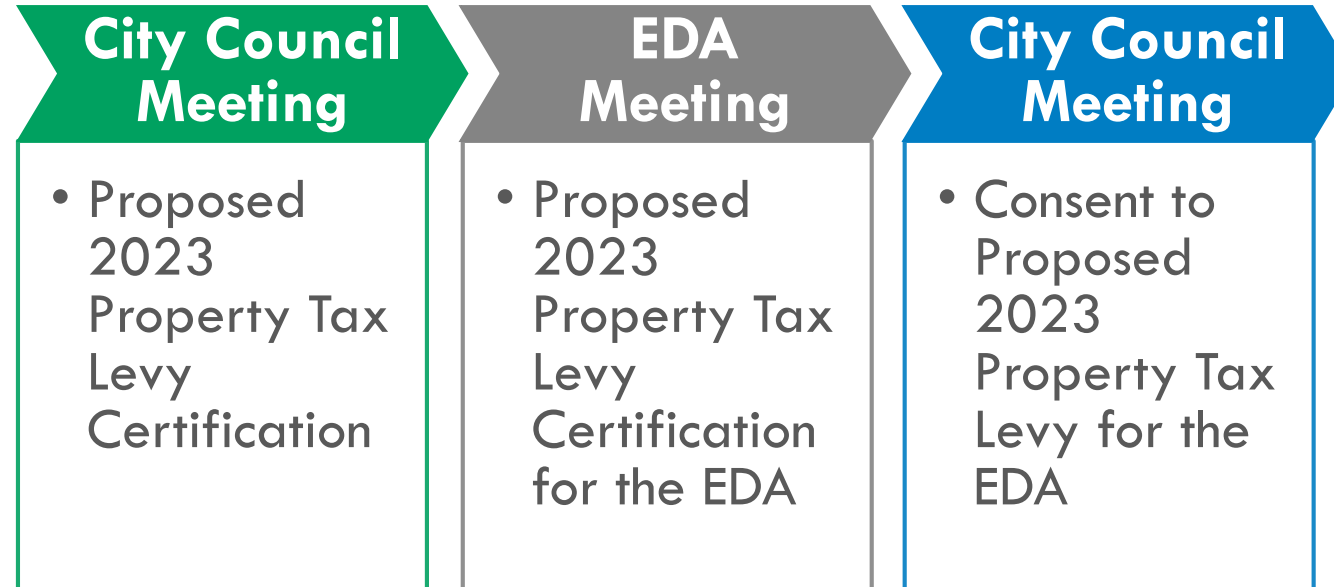 City Council
Meeting
• Proposed
2023
Property Tax
Levy
Certification
EDA
Meeting
• Proposed
2023
Property Tax
Levy
Certification
for the EDA
City Council
Meeting
• Consent to
Proposed
2023
Property Tax
Levy for the
EDA